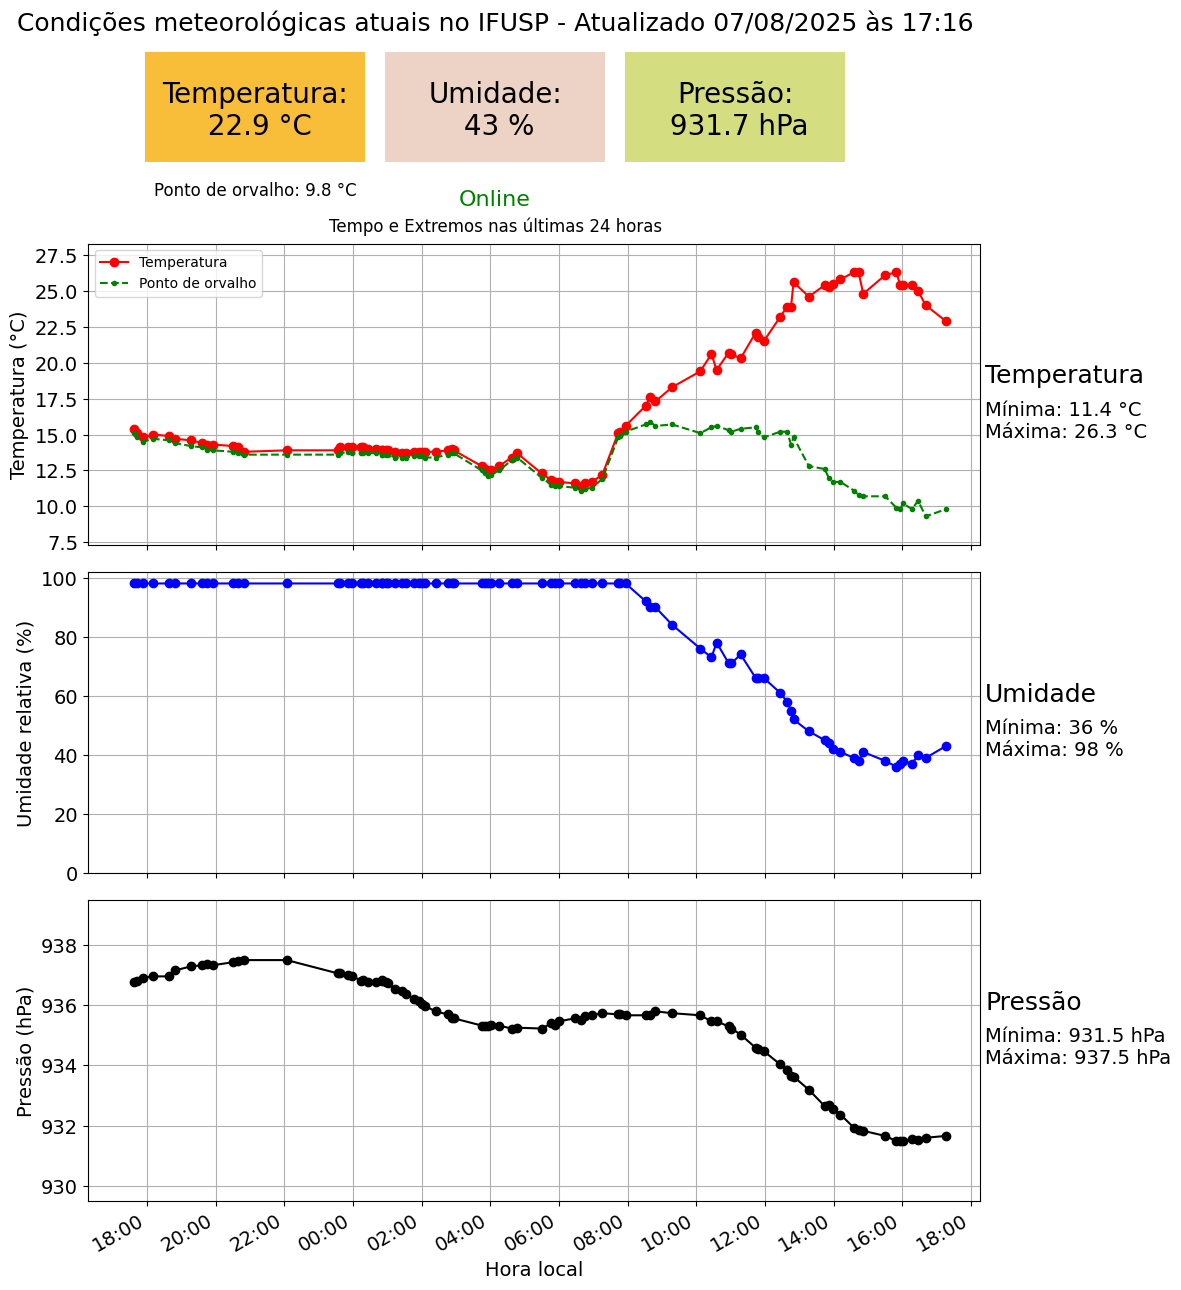 Condições meteorológicas atuais no IFUSP - Atualizado 07/08/2025 às 17:16
Temperatura:
22.9 °C
Umidade:
43 %
Pressão:
931.7 hPa
Ponto de orvalho: 9.8 °C
Online
Tempo e Extremos nas últimas 24 horas
Temperatura
Ponto de orvalho
Temperatura (°C)
27.5
25.0
22.5
20.0
17.5
15.0
12.5
10.0
7.5
Temperatura
Mínima: 11.4 °C
Máxima: 26.3 °C
Umidade relativa (%)
100
80
60
40
20
0
Umidade
Mínima: 36 %
Máxima: 98 %
Pressão (hPa)
938
936
934
932
930
Pressão
Mínima: 931.5 hPa
Máxima: 937.5 hPa
18:00 20:00 22:00 00:00 02:00 04:00 06:00 08:00 10:00 12:00 14:00 16:00 18:00
Hora local